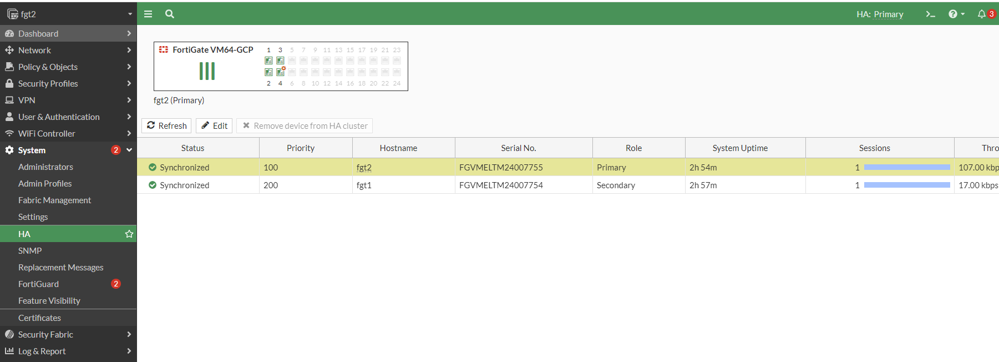 fgt2
HA: Primary
3
Dashboard
Network
Policy & Objects
Security Profiles
VPN
User & Authentication
WiFi Controller
System 2
Administrators
Admin Profiles
Fabric Management
Settings
HA
SNMP
Replacement Messages
FortiGuard 2
Feature Visibility
Certificates
Security Fabric
Log & Report
FortiGate VM64-GCP
1 3 5 7 9 11 13 15 17 19 21 23
2 4 6 8 10 12 14 16 18 20 22 24
fgt2 (Primary)
Refresh Edit Remove device from HA cluster
Status Priority Hostname Serial No. Role System Uptime Sessions Thro
Synchronized 100 fgt2 FGVMELTM24007755 Primary 2h 54m 1 107.00 kbp
Synchronized 200 fgt1 FGVMELTM24007754 Secondary 2h 57m 1 17.00 kbps